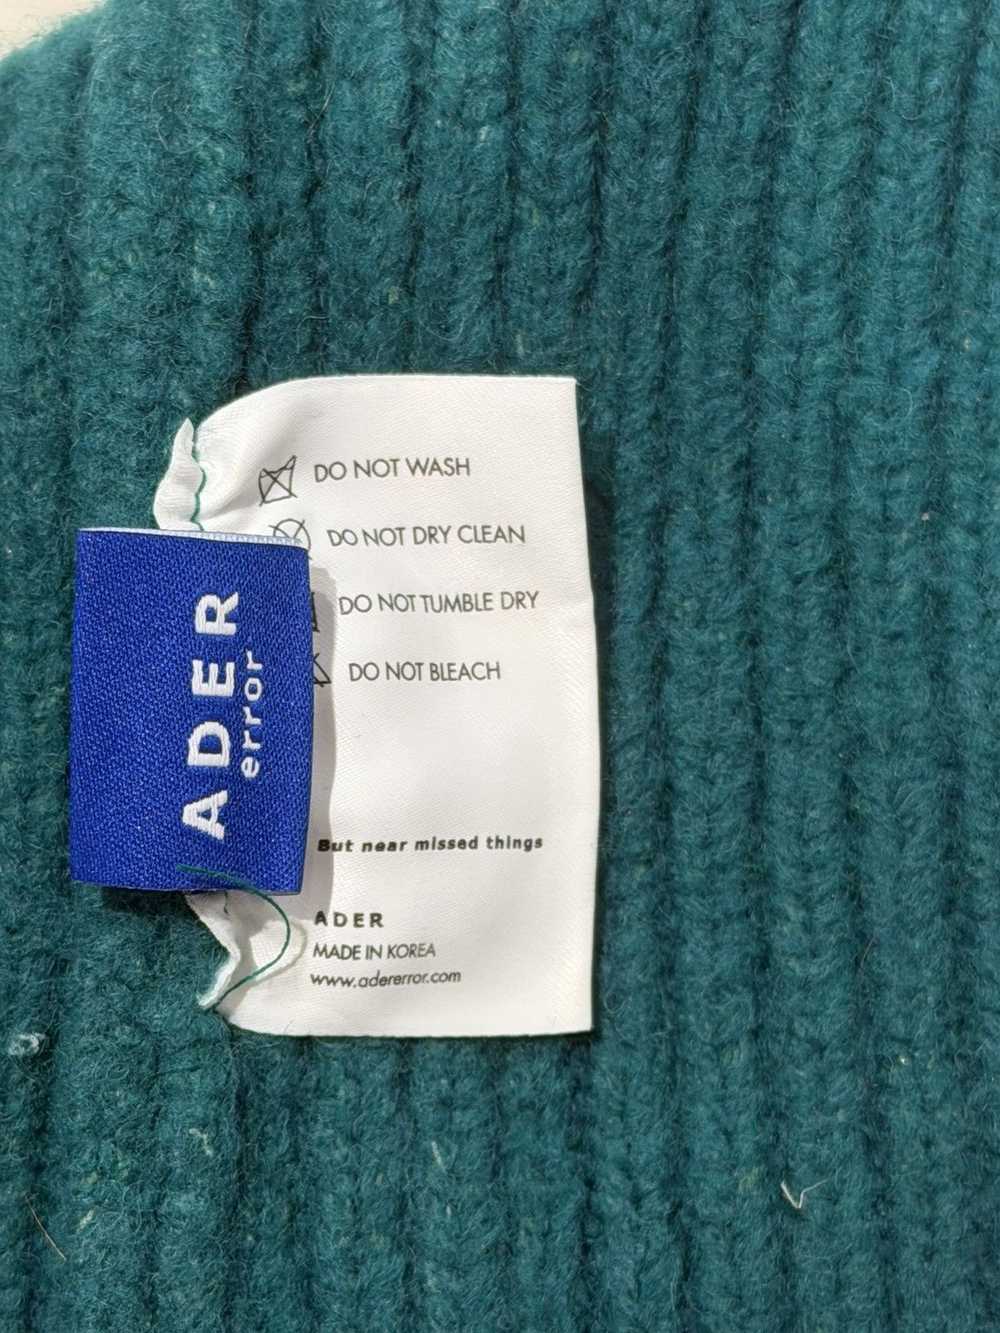 DO NOT WASH
DO NOT DRY CLEAN
DO NOT TUMBLE DRY
DO NOT BLEACH
ADER
error
But near missed things
ADER
MADE IN KOREA
www.adererror.com